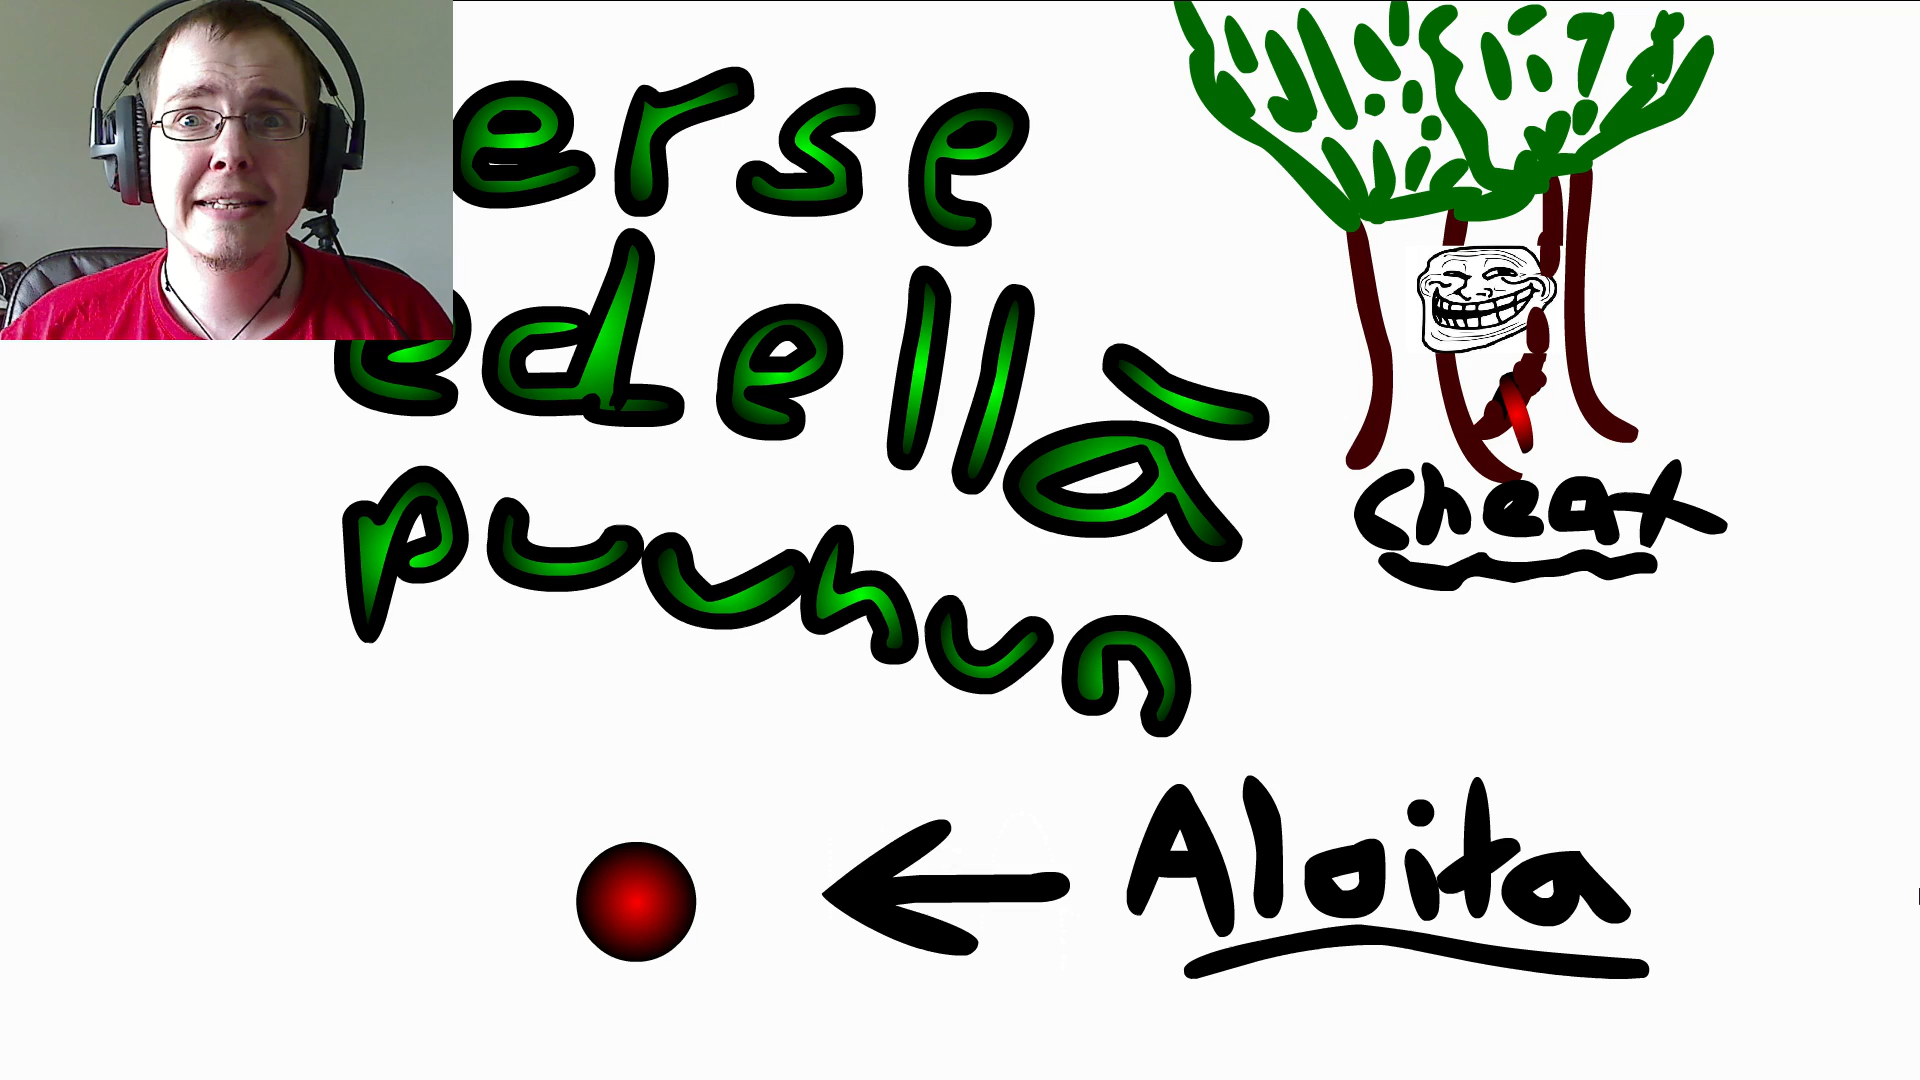 erse
edellä
puuhun
cheat
Aloita